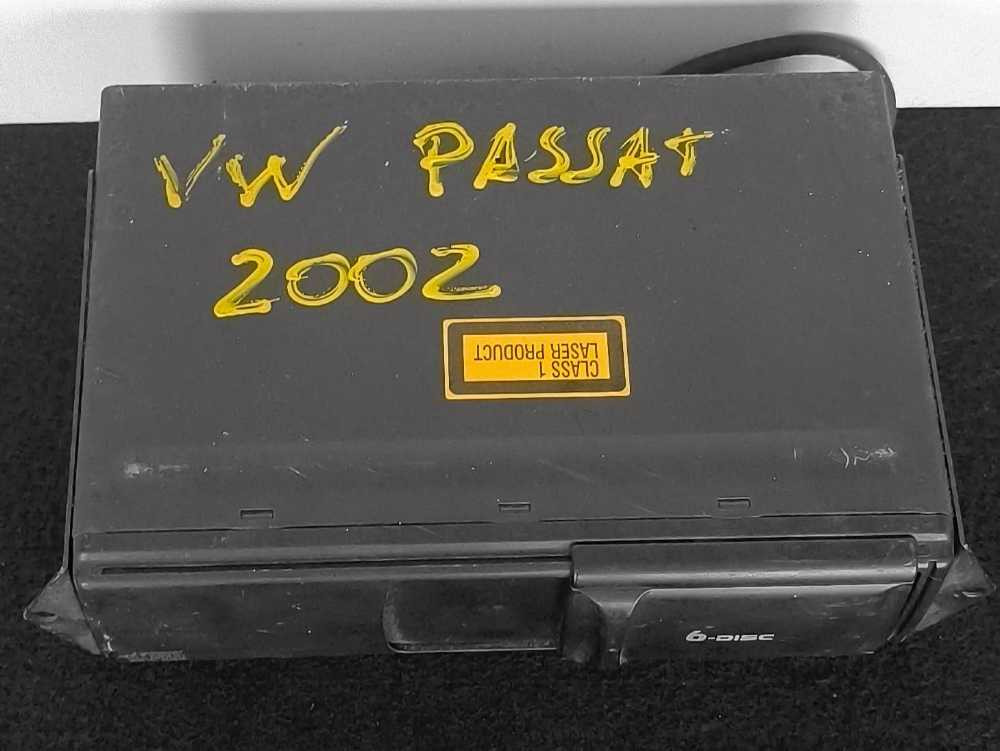 VW PASSAT
2002
CLASS 1
LASER PRODUCT
6-DISC